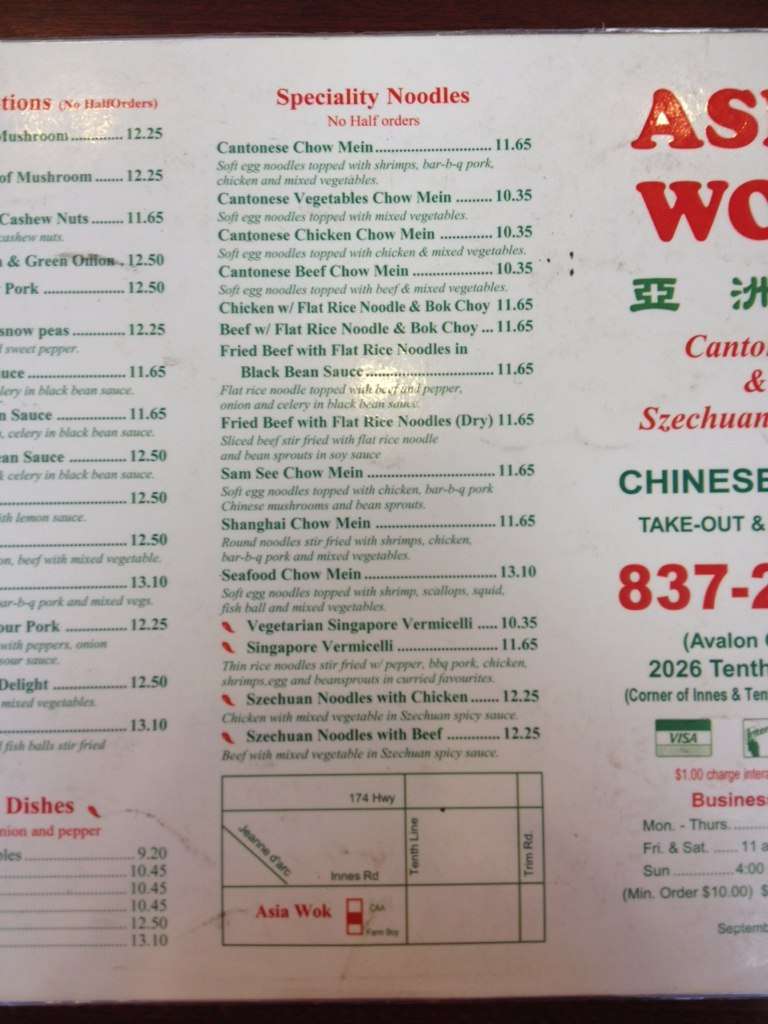 tions (No HalfOrders)
Mushroom .............. 12.25
of Mushroom ....... 12.25
Cashew Nuts ........ 11.65
cashew nuts.
& Green Onion . 12.50
Pork ................ 12.50
snow peas ............... 12.25
sweet pepper.
11.65
lery in black bean sauce.
n Sauce ............ 11.65
, celery in black bean sauce.
an Sauce .......... 12.50
celery in black bean sauce.
12.50
ith lemon sauce.
12.50
on, beef with mixed vegetable.
13.10
ar-b-q pork and mixed vegs.
our Pork ............. 12.25
with peppers, onion
sour sauce.
Delight ............. 12.50
mixed vegetables.
13.10
fish balls stir fried
Dishes
nion and pepper
9.20
10.45
10.45
10.45
12.50
13.10
Speciality Noodles
No Half orders
Cantonese Chow Mein ............................ 11.65
Soft egg noodles topped with shrimps, bar-b-q pork,
chicken and mixed vegetables.
Cantonese Vegetables Chow Mein .......... 10.35
Soft egg noodles topped with mixed vegetables.
Cantonese Chicken Chow Mein ............. 10.35
Soft egg noodles topped with chicken & mixed vegetables.
Cantonese Beef Chow Mein .................... 10.35
Soft egg noodles topped with beef & mixed vegetables.
Chicken w/ Flat Rice Noodle & Bok Choy 11.65
Beef w/ Flat Rice Noodle & Bok Choy ... 11.65
Fried Beef with Flat Rice Noodles in
Black Bean Sauce ................................ 11.65
Flat rice noodle topped with beef and pepper,
onion and celery in black bean sauce.
Fried Beef with Flat Rice Noodles (Dry) 11.65
Sliced beef stir fried with flat rice noodle
and bean sprouts in soy sauce
Sam See Chow Mein ............................... 11.65
Soft egg noodles topped with chicken, bar-b-q pork
Chinese mushrooms and bean sprouts.
Shanghai Chow Mein ............................. 11.65
Round noodles stir fried with shrimps, chicken,
bar-b-q pork and mixed vegetables.
Seafood Chow Mein ................................ 13.10
Soft egg noodles topped with shrimp, scallops, squid,
fish ball and mixed vegetables.
Vegetarian Singapore Vermicelli ..... 10.35
Singapore Vermicelli ........................ 11.65
Thin rice noodles stir fried w/ pepper, bbq pork, chicken,
shrimps,egg and beansprouts in curried favourites.
Szechuan Noodles with Chicken ....... 12.25
Chicken with mixed vegetable in Szechuan spicy sauce.
Szechuan Noodles with Beef ............ 12.25
Beef with mixed vegetable in Szechuan spicy sauce.
174 Hwy
Jeanne d'arc
Tenth Line
Trim Rd.
Innes Rd
Asia Wok
CAA
Farm Boy
ASI
WO
亞 洲
Canto
&
Szechuan
CHINESE
TAKE-OUT &
837-2
(Avalon
2026 Tenth
(Corner of Innes & Ten
VISA
$1.00 charge intera
Busines
Mon. - Thurs. ..........
Fri. & Sat. ...... 11 a
Sun ................ 4:00
(Min. Order $10.00) $
Septemb